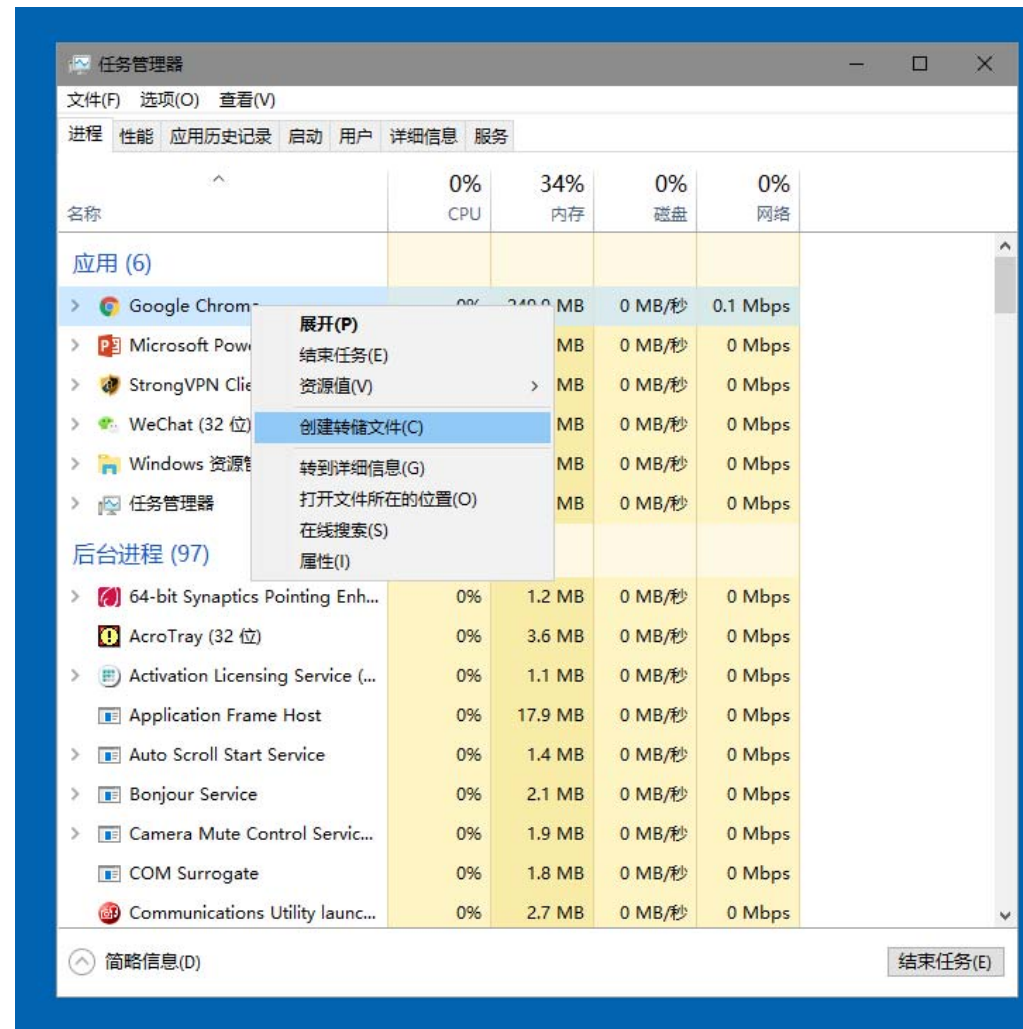 任务管理器
文件(F) 选项(O) 查看(V)
进程 性能 应用历史记录 启动 用户 详细信息 服务
0% 34% 0% 0%
名称 CPU 内存 磁盘 网络
应用 (6)
Google Chrom MB 0 MB/秒 0.1 Mbps
展开(P)
Microsoft Pow MB 0 MB/秒 0 Mbps
结束任务(E)
StrongVPN Clie MB 0 MB/秒 0 Mbps
资源值(V)
WeChat (32 位) MB 0 MB/秒 0 Mbps
创建转储文件(C)
Windows 资源 MB 0 MB/秒 0 Mbps
转到详细信息(G)
任务管理器 MB 0 MB/秒 0 Mbps
打开文件所在的位置(O)
在线搜索(S)
后台进程 (97)
属性(I)
64-bit Synaptics Pointing Enh... 0% 1.2 MB 0 MB/秒 0 Mbps
AcroTray (32 位) 0% 3.6 MB 0 MB/秒 0 Mbps
Activation Licensing Service (... 0% 1.1 MB 0 MB/秒 0 Mbps
Application Frame Host 0% 17.9 MB 0 MB/秒 0 Mbps
Auto Scroll Start Service 0% 1.4 MB 0 MB/秒 0 Mbps
Bonjour Service 0% 2.1 MB 0 MB/秒 0 Mbps
Camera Mute Control Servic... 0% 1.9 MB 0 MB/秒 0 Mbps
COM Surrogate 0% 1.8 MB 0 MB/秒 0 Mbps
Communications Utility launc... 0% 2.7 MB 0 MB/秒 0 Mbps
简略信息(D) 结束任务(E)